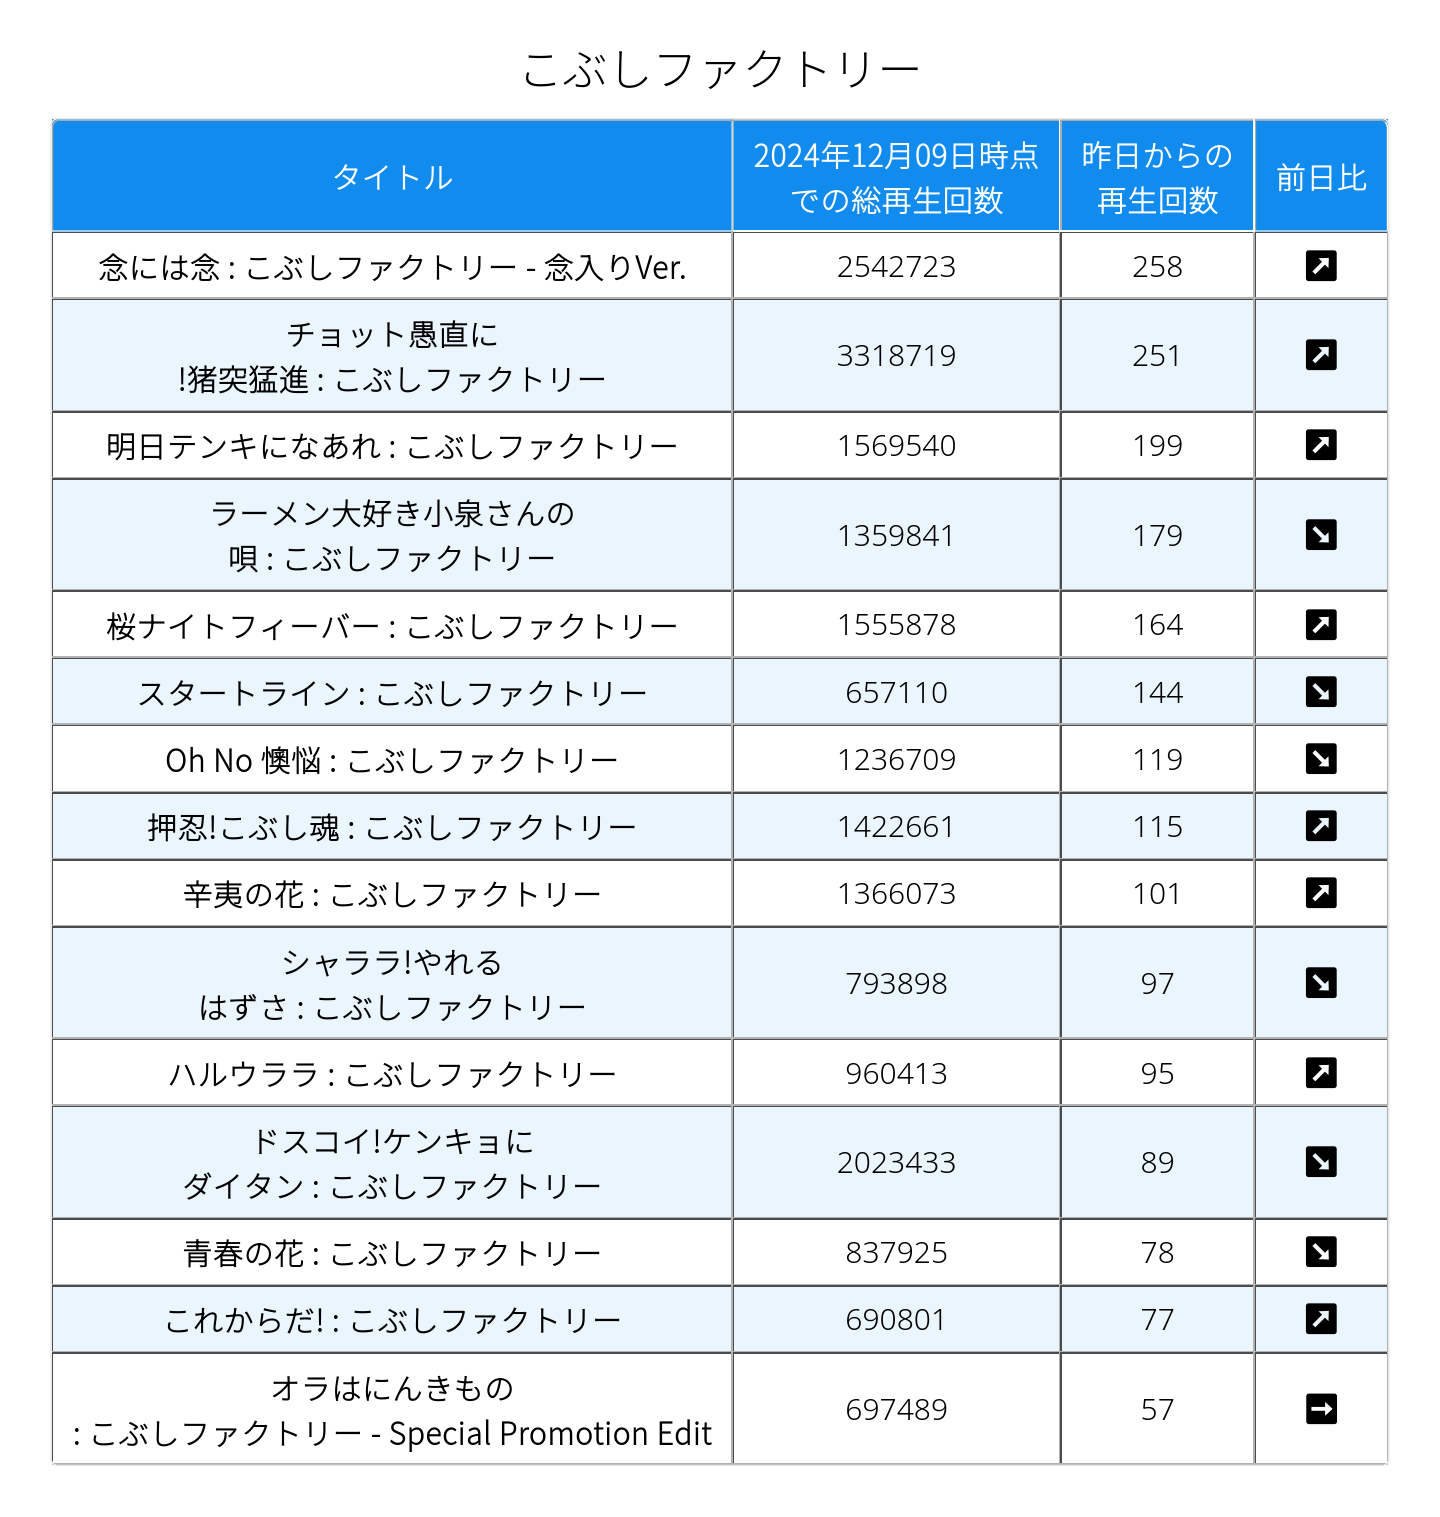 こぶしファクトリー
タイトル
2024年12月09日時点
での総再生回数
昨日からの
再生回数
前日比
念には念 : こぶしファクトリー - 念入りVer.
2542723
258
↗
チョット愚直に
!猪突猛進 : こぶしファクトリー
3318719
251
↗
明日テンキになあれ : こぶしファクトリー
1569540
199
↗
ラーメン大好き小泉さんの
唄 : こぶしファクトリー
1359841
179
↘
桜ナイトフィーバー : こぶしファクトリー
1555878
164
↗
スタートライン : こぶしファクトリー
657110
144
↘
Oh No 懊悩 : こぶしファクトリー
1236709
119
↘
押忍!こぶし魂 : こぶしファクトリー
1422661
115
↗
辛夷の花 : こぶしファクトリー
1366073
101
↗
シャララ!やれる
はずさ : こぶしファクトリー
793898
97
↘
ハルウララ : こぶしファクトリー
960413
95
↗
ドスコイ!ケンキョに
ダイタン : こぶしファクトリー
2023433
89
↘
青春の花 : こぶしファクトリー
837925
78
↘
これからだ! : こぶしファクトリー
690801
77
↗
オラはにんきもの
: こぶしファクトリー - Special Promotion Edit
697489
57
→